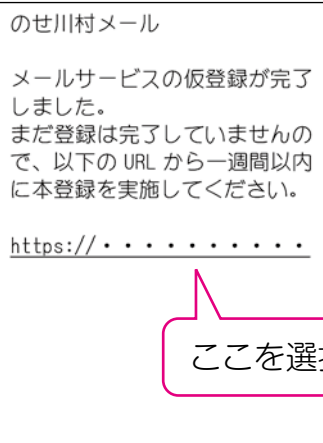 のせ川村メール
メールサービスの仮登録が完了
しました。
まだ登録は完了していませんの
で、以下の URL から一週間以内
に本登録を実施してください。
https://・・・・・・・・・・
ここを選